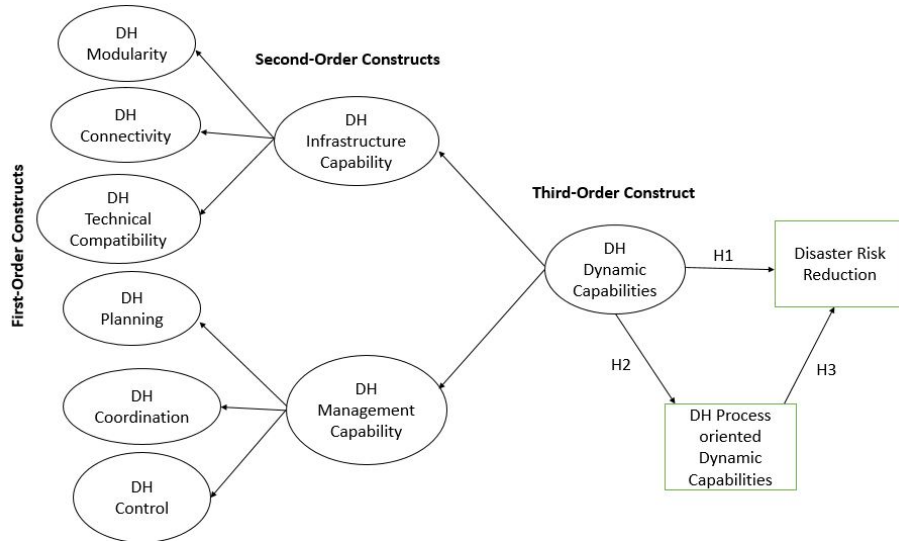 First-Order Constructs
DH
Modularity
DH
Connectivity
DH
Technical
Compatibility
DH
Planning
DH
Coordination
DH
Control
Second-Order Constructs
DH
Infrastructure
Capability
DH
Management
Capability
Third-Order Construct
DH
Dynamic
Capabilities
H1
H2
H3
Disaster Risk
Reduction
DH Process
oriented
Dynamic
Capabilities